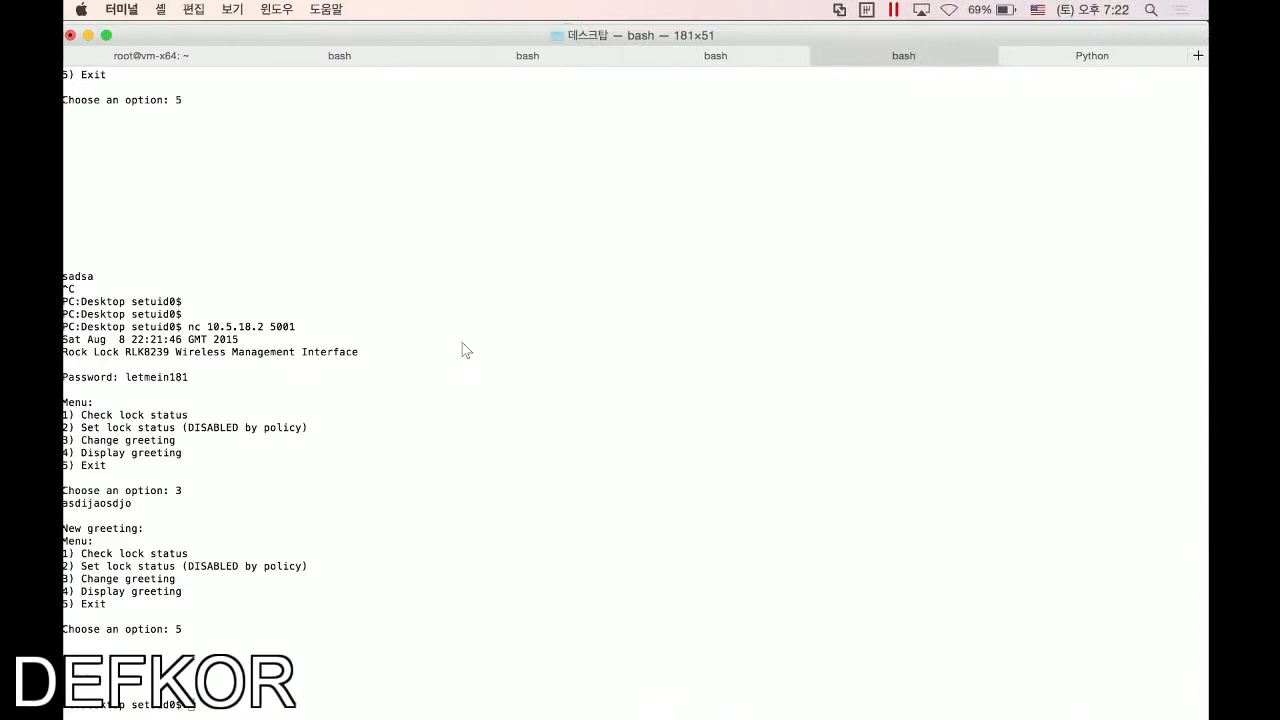 터미널 셸 편집 보기 윈도우 도움말 69% (토) 오후 7:22
데스크탑 — bash — 181×51
root@vm-x64: ~ bash bash bash bash Python +
5) Exit
Choose an option: 5
sadsa
^C
PC:Desktop setuid0$
PC:Desktop setuid0$
PC:Desktop setuid0$ nc 10.5.18.2 5001
Sat Aug  8 22:21:46 GMT 2015
Rock Lock RLK8239 Wireless Management Interface
Password: letmein181
Menu:
1) Check lock status
2) Set lock status (DISABLED by policy)
3) Change greeting
4) Display greeting
5) Exit
Choose an option: 3
asdijaosdjo
New greeting:
Menu:
1) Check lock status
2) Set lock status (DISABLED by policy)
3) Change greeting
4) Display greeting
5) Exit
Choose an option: 5
DEFKOR
setuid0$